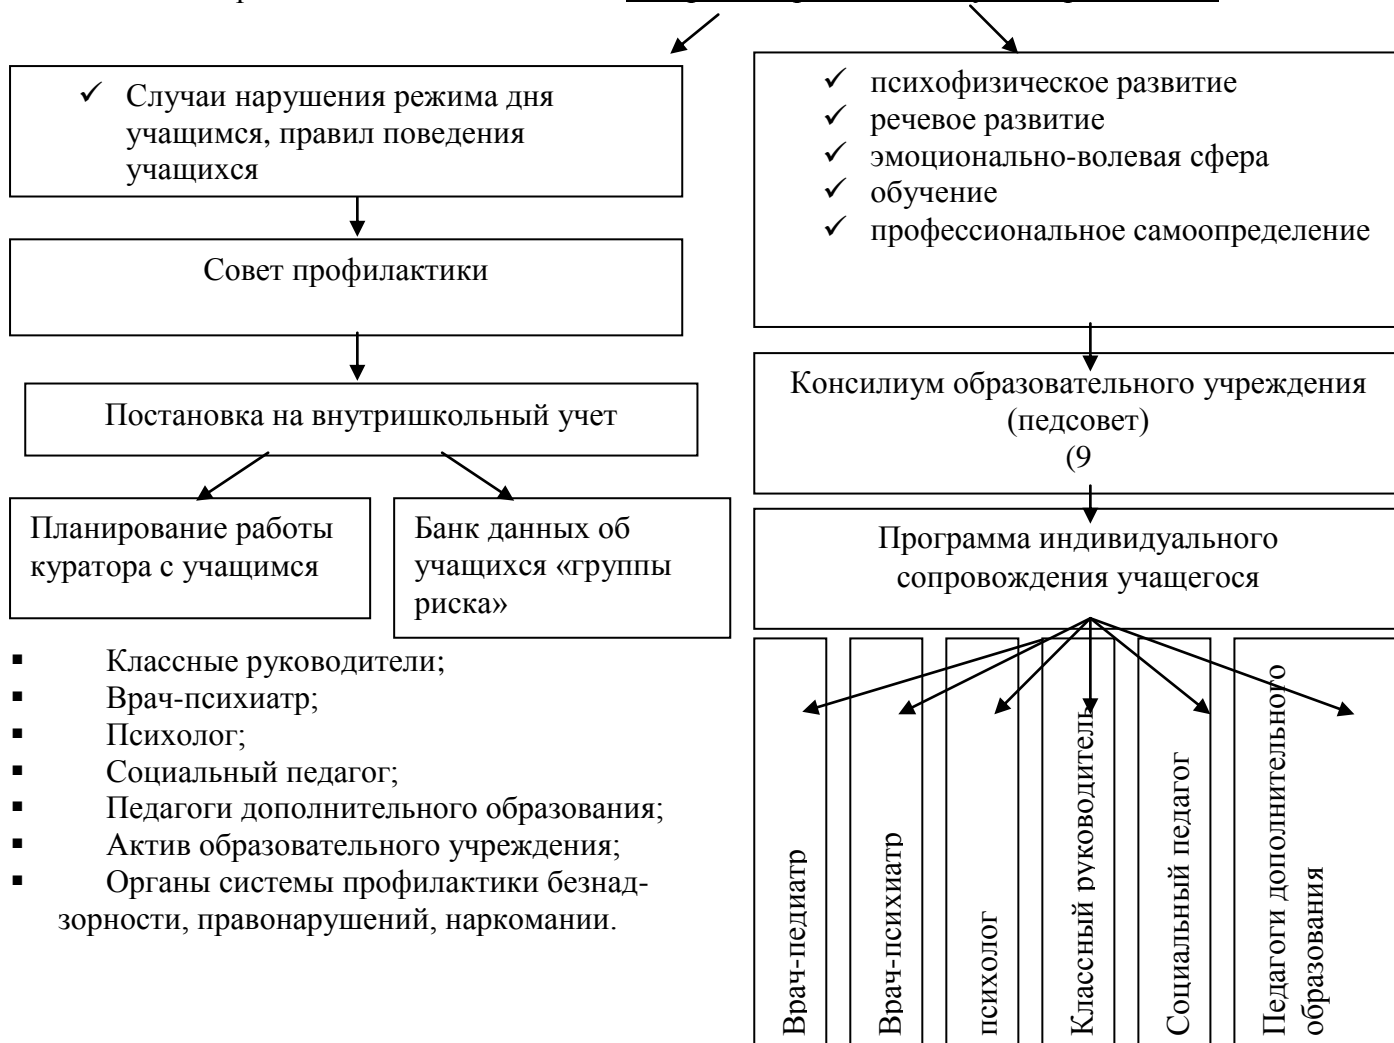 Случаи нарушения режима дня
учащимся, правил поведения
учащихся
Совет профилактики
Постановка на внутришкольный учет
Планирование работы
куратора с учащимся
Банк данных об
учащихся «группы
риска»
Классные руководители;
Врач-психиатр;
Психолог;
Социальный педагог;
Педагоги дополнительного образования;
Актив образовательного учреждения;
Органы системы профилактики безнад-
зорности, правонарушений, наркомании.
психофизическое развитие
речевое развитие
эмоционально-волевая сфера
обучение
профессиональное самоопределение
Консилиум образовательного учреждения
(педсовет)
(9
Программа индивидуального
сопровождения учащегося
Врач-педиатр
Врач-психиатр
психолог
Классный руководитель
Социальный педагог
Педагоги дополнительного
образования